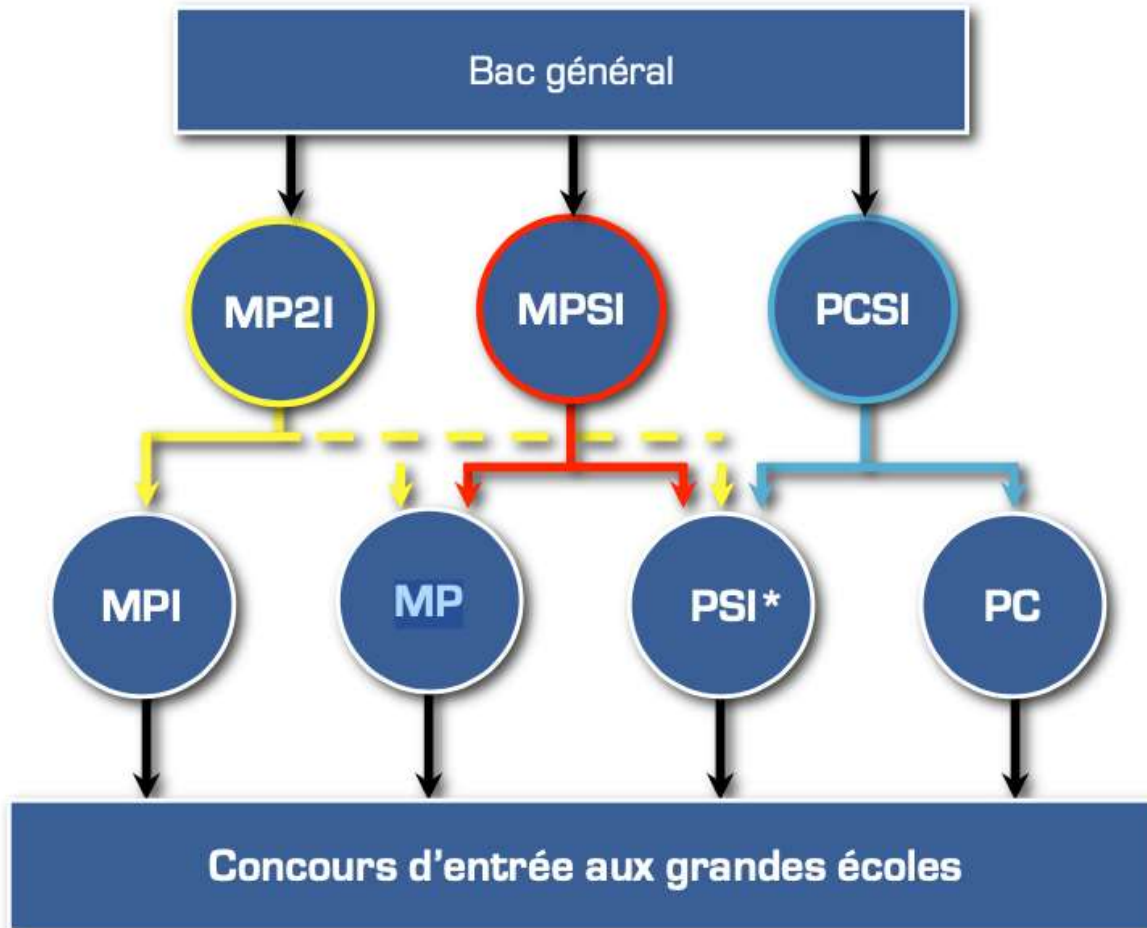 Bac général
MP2I
MPSI
PCSI
MPI
MP
PSI*
PC
Concours d'entrée aux grandes écoles